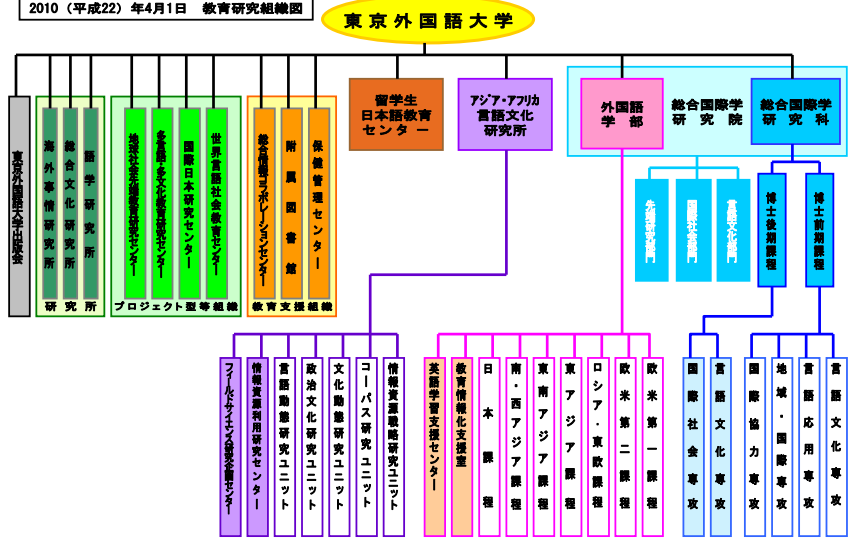 2010（平成22）年4月1日　教育研究組織図
東京外国語大学
留学生
日本語教育
センター
アジア・アフリカ
言語文化
研究所
外国語
学部
総合国際学
研究院
総合国際学
研究科
東京外国語大学出版会
海外事情研究所
総合文化研究所
語学研究所
研究所
地球社会先端教育研究センター
多言語・多文化教育研究センター
国際日本研究センター
世界言語社会教育センター
プロジェクト型等組織
総合情報コラボレーションセンター
附属図書館
保健管理センター
教育支援組織
先端研究部門
国際社会部門
言語文化部門
博士後期課程
博士前期課程
フィールドサイエンス研究企画センター
情報資源利用研究センター
言語動態研究ユニット
政治文化研究ユニット
文化動態研究ユニット
コーパス研究ユニット
情報資源戦略研究ユニット
英語学習支援センター
教育情報化支援室
日本課程
南・西アジア課程
東南アジア課程
東アジア課程
ロシア・東欧課程
欧米第二課程
欧米第一課程
国際社会専攻
言語文化専攻
国際協力専攻
地域・国際専攻
言語応用専攻
言語文化専攻